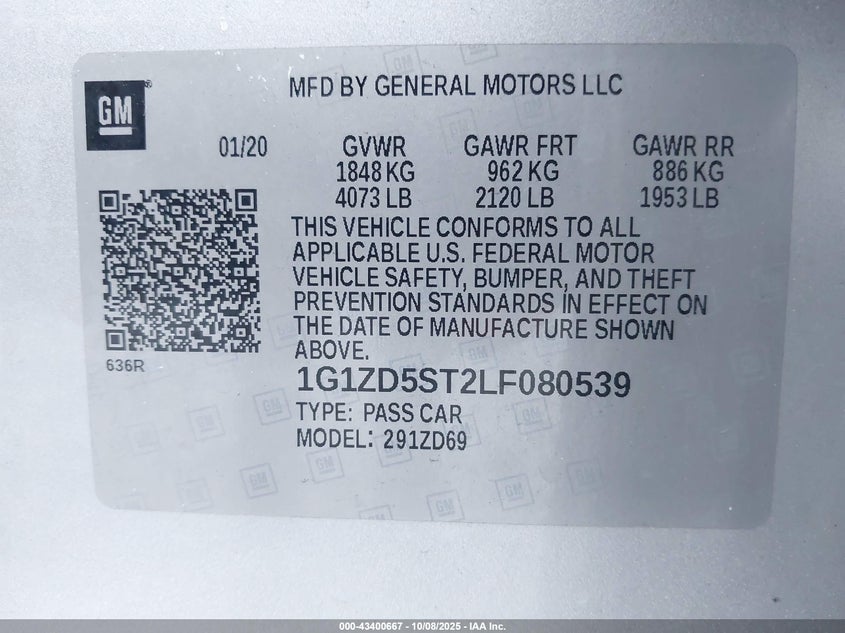 MFD BY GENERAL MOTORS LLC
GM ®
01/20 GVWR GAWR FRT GAWR RR
1848 KG 962 KG 886 KG
4073 LB 2120 LB 1953 LB
THIS VEHICLE CONFORMS TO ALL
APPLICABLE U.S. FEDERAL MOTOR
VEHICLE SAFETY, BUMPER, AND THEFT
PREVENTION STANDARDS IN EFFECT ON
THE DATE OF MANUFACTURE SHOWN
ABOVE.
636R
1G1ZD5ST2LF080539
TYPE: PASS CAR
MODEL: 291ZD69
000-43400667 - 10/08/2025 - IAA Inc.